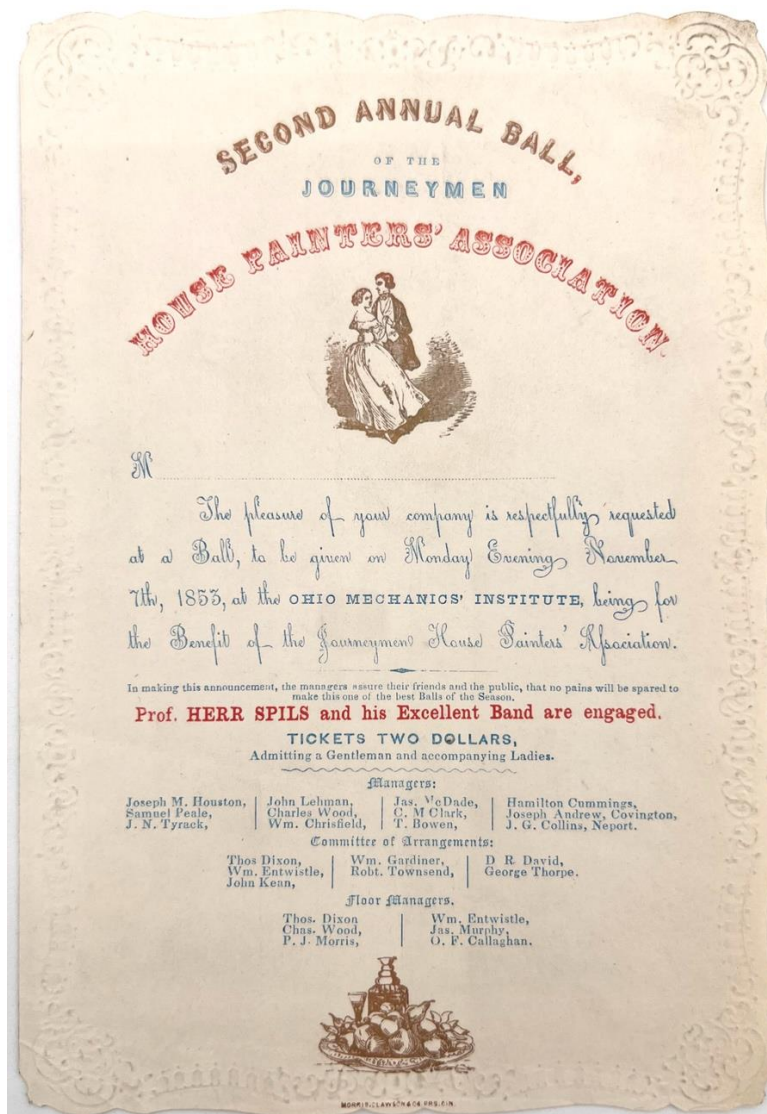 SECOND ANNUAL BALL,
OF THE
JOURNEYMEN
HOUSE PAINTERS' ASSOCIATION.
M
The pleasure of your company is respectfully requested
at a Ball, to be given on Monday Evening November
7th, 1853, at the OHIO MECHANICS' INSTITUTE, being for
the Benefit of the Journeymen House Painters' Aſsociation.
In making this announcement, the managers assure their friends and the public, that no pains will be spared to
make this one of the best Balls of the Season.
Prof. HERR SPILS and his Excellent Band are engaged.
TICKETS TWO DOLLARS,
Admitting a Gentleman and accompanying Ladies.
Managers:
Joseph M. Houston, John Lehman, Jas. McDade, Hamilton Cummings,
Samuel Peale, Charles Wood, C. M Clark, Joseph Andrew, Covington,
J. N. Tyrack, Wm. Chrisfield, T. Bowen, J. G. Collins, Neport.
Committee of Arrangements:
Thos Dixon, Wm. Gardiner, D R. David,
Wm. Entwistle, Robt. Townsend, George Thorpe.
John Kean,
Floor Managers.
Thos. Dixon Wm. Entwistle,
Chas. Wood, Jas. Murphy,
P. J. Morris, O. F. Callaghan.
MORRIS, CLAWSON & CO. PRS. CIN.